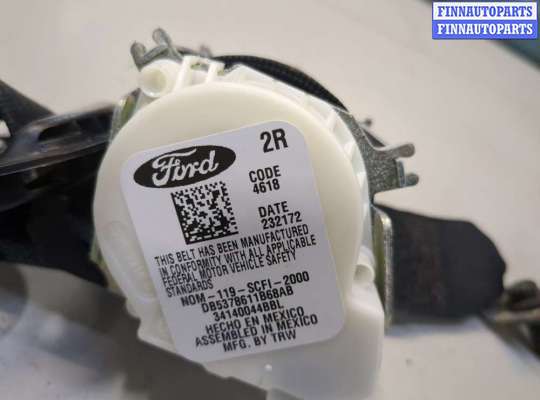 FINNAUTOPARTS
FINNAUTOPARTS
Ford
2R
CODE
4618
DATE
232172
THIS BELT HAS BEEN MANUFACTURED
IN CONFORMITY WITH ALL APPLICABLE
FEDERAL MOTOR VEHICLE SAFETY
STANDARDS
NOM-119-SCFI-2000
DB5378611B68AB
34140044BBL
HECHO EN MEXICO
ASSEMBLED IN MEXICO
MFG. BY TRW